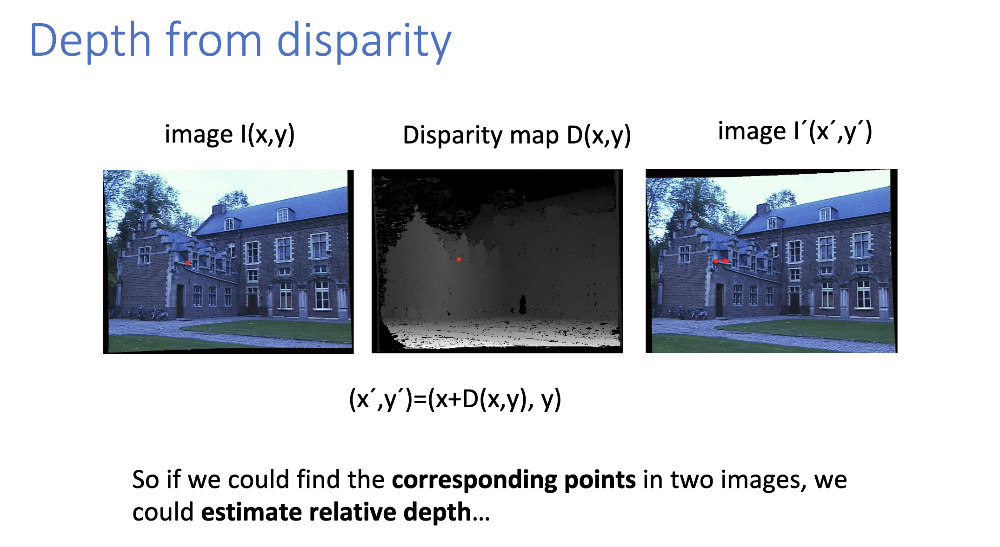 Depth from disparity
image I(x,y)
Disparity map D(x,y)
image I´(x´,y´)
(x´,y´)=(x+D(x,y), y)
So if we could find the corresponding points in two images, we
could estimate relative depth…